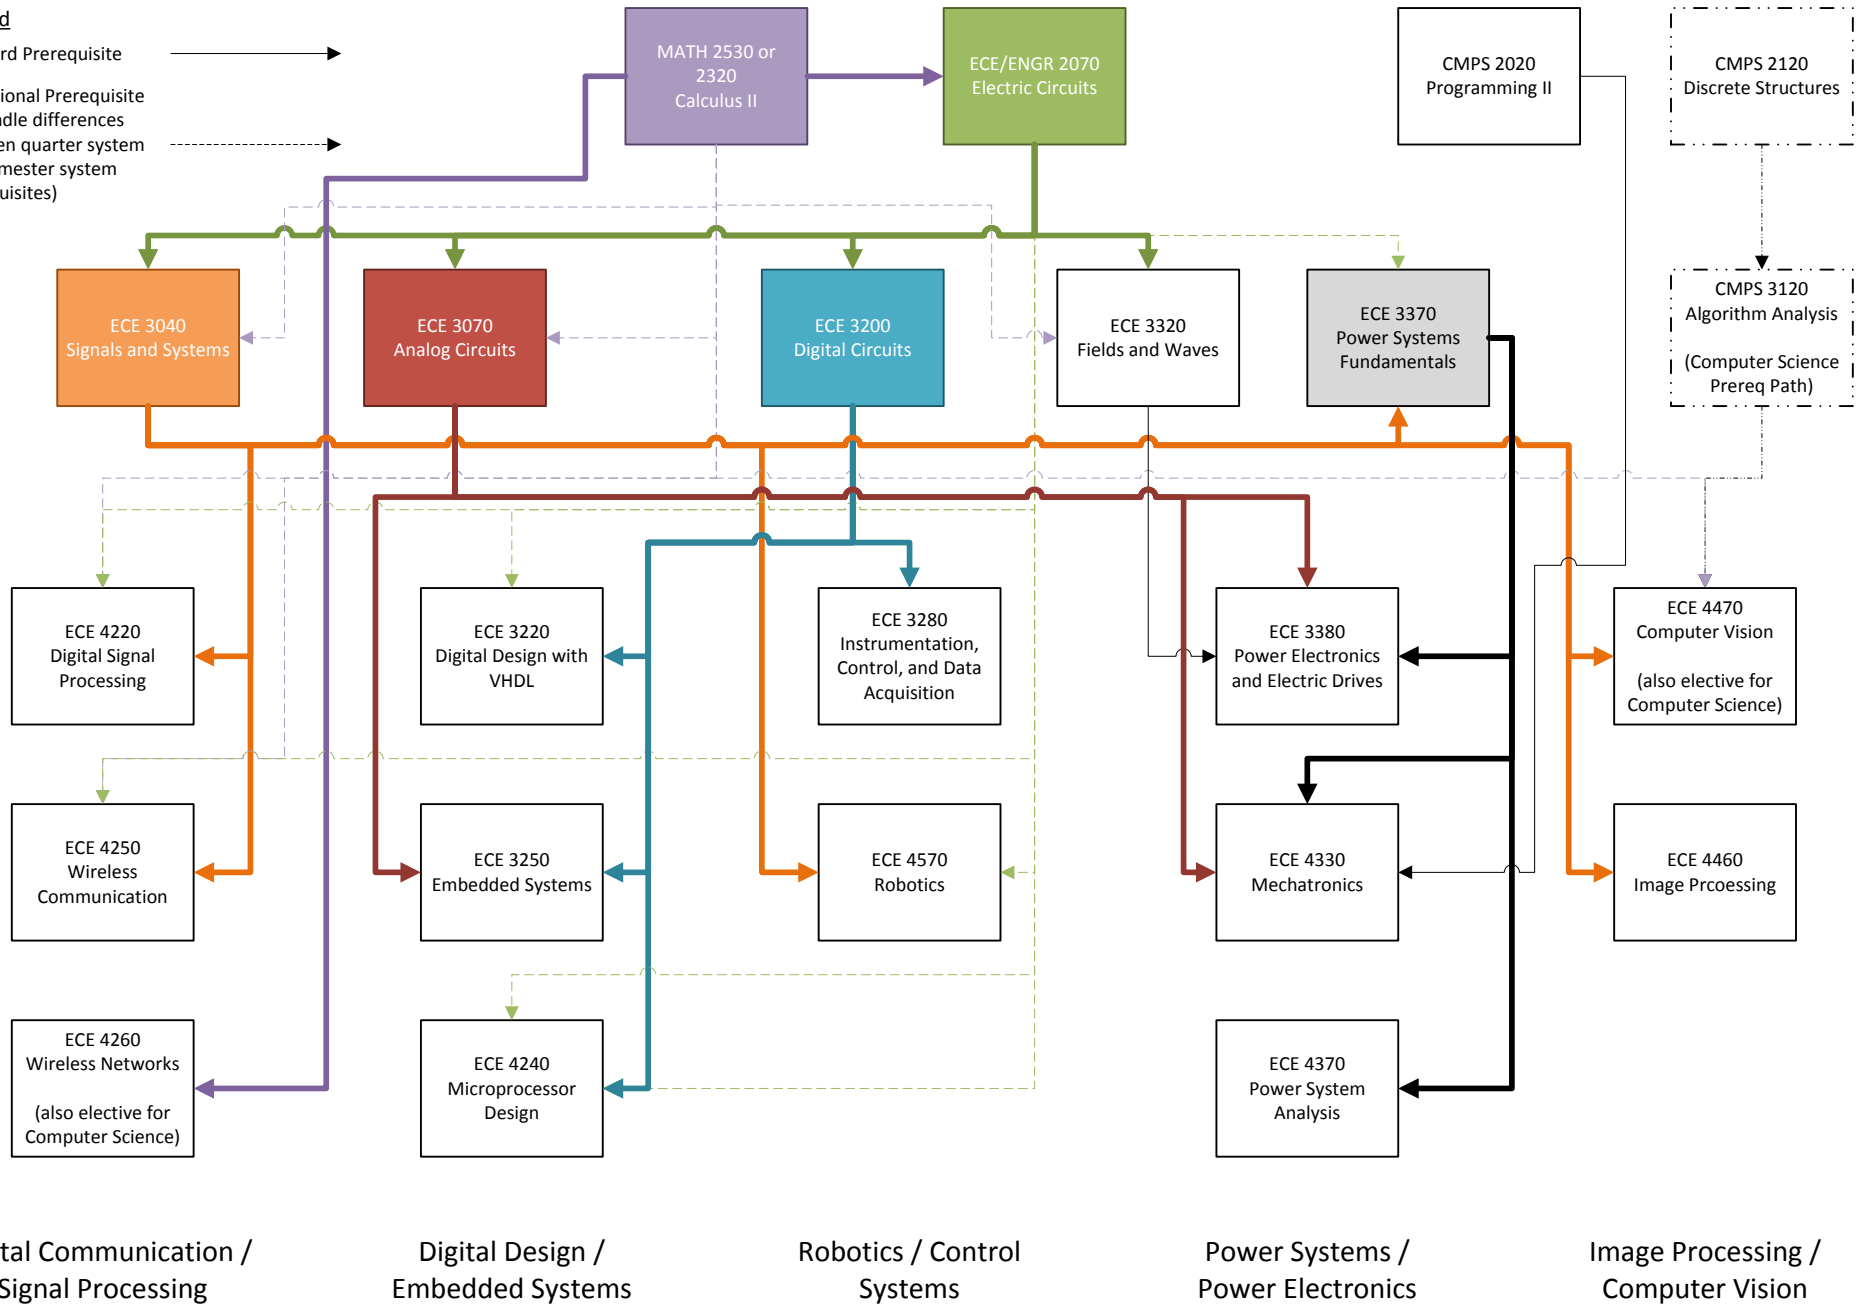 MATH 2530 or
2320
Calculus II
ECE/ENGR 2070
Electric Circuits
CMPS 2020
Programming II
CMPS 2120
Discrete Structures
rd Prerequisite
ional Prerequisite
dle differences
en quarter system
mester system
uisites)
ECE 3040
Signals and Systems
ECE 3070
Analog Circuits
ECE 3200
Digital Circuits
ECE 3320
Fields and Waves
ECE 3370
Power Systems
Fundamentals
CMPS 3120
Algorithm Analysis
(Computer Science
Prereq Path)
ECE 4220
Digital Signal
Processing
ECE 3220
Digital Design with
VHDL
ECE 3280
Instrumentation,
Control, and Data
Acquisition
ECE 3380
Power Electronics
and Electric Drives
ECE 4470
Computer Vision
(also elective for
Computer Science)
ECE 4250
Wireless
Communication
ECE 3250
Embedded Systems
ECE 4570
Robotics
ECE 4330
Mechatronics
ECE 4460
Image Prcoessing
ECE 4260
Wireless Networks
(also elective for
Computer Science)
ECE 4240
Microprocessor
Design
ECE 4370
Power System
Analysis
tal Communication /
Signal Processing
Digital Design /
Embedded Systems
Robotics / Control
Systems
Power Systems /
Power Electronics
Image Processing /
Computer Vision